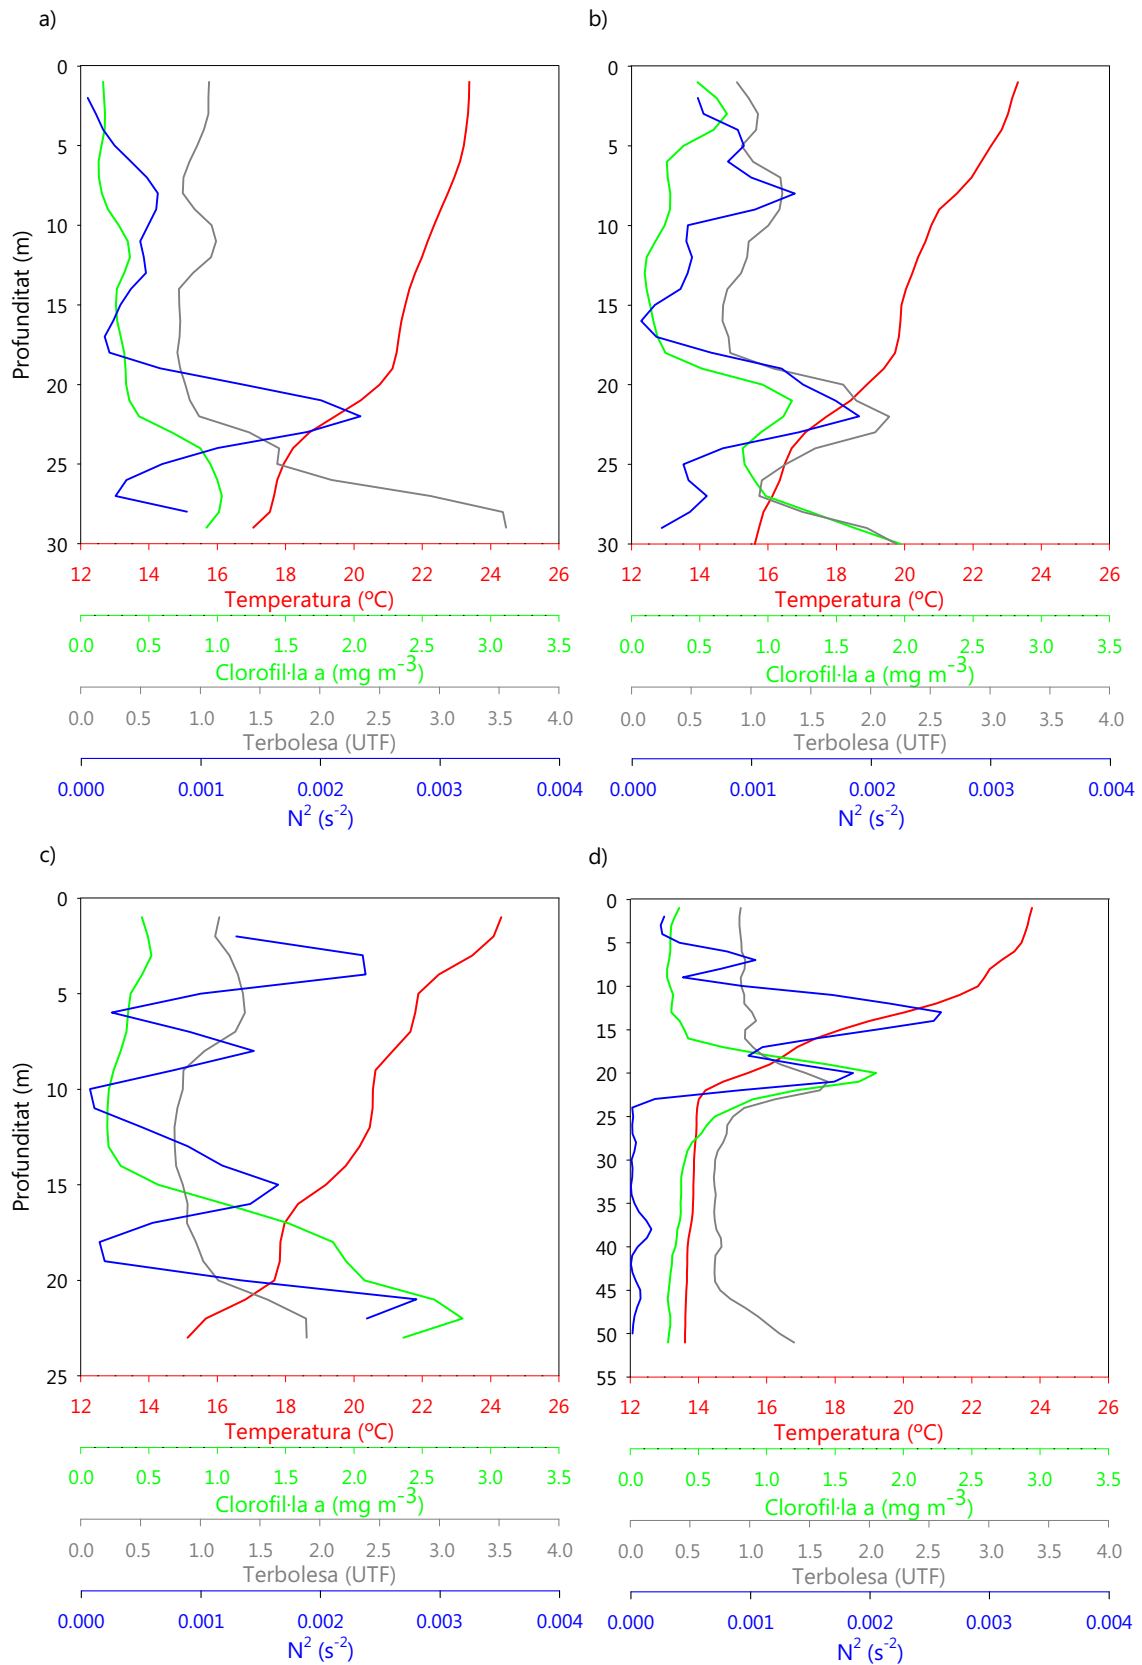 a)
b)
0
5
10
15
20
25
30
Profunditat (m)
12 14 16 18 20 22 24 26
Temperatura (ºC)
0.0 0.5 1.0 1.5 2.0 2.5 3.0 3.5
Clorofil·la a (mg m⁻³)
0.0 0.5 1.0 1.5 2.0 2.5 3.0 3.5 4.0
Terbolesa (UTF)
0.000 0.001 0.002 0.003 0.004
N² (s⁻²)
0
5
10
15
20
25
30
12 14 16 18 20 22 24 26
Temperatura (ºC)
0.0 0.5 1.0 1.5 2.0 2.5 3.0 3.5
Clorofil·la a (mg m⁻³)
0.0 0.5 1.0 1.5 2.0 2.5 3.0 3.5 4.0
Terbolesa (UTF)
0.000 0.001 0.002 0.003 0.004
N² (s⁻²)
c)
d)
0
5
10
15
20
25
Profunditat (m)
12 14 16 18 20 22 24 26
Temperatura (ºC)
0.0 0.5 1.0 1.5 2.0 2.5 3.0 3.5
Clorofil·la a (mg m⁻³)
0.0 0.5 1.0 1.5 2.0 2.5 3.0 3.5 4.0
Terbolesa (UTF)
0.000 0.001 0.002 0.003 0.004
N² (s⁻²)
0
5
10
15
20
25
30
35
40
45
50
55
12 14 16 18 20 22 24 26
Temperatura (ºC)
0.0 0.5 1.0 1.5 2.0 2.5 3.0 3.5
Clorofil·la a (mg m⁻³)
0.0 0.5 1.0 1.5 2.0 2.5 3.0 3.5 4.0
Terbolesa (UTF)
0.000 0.001 0.002 0.003 0.004
N² (s⁻²)